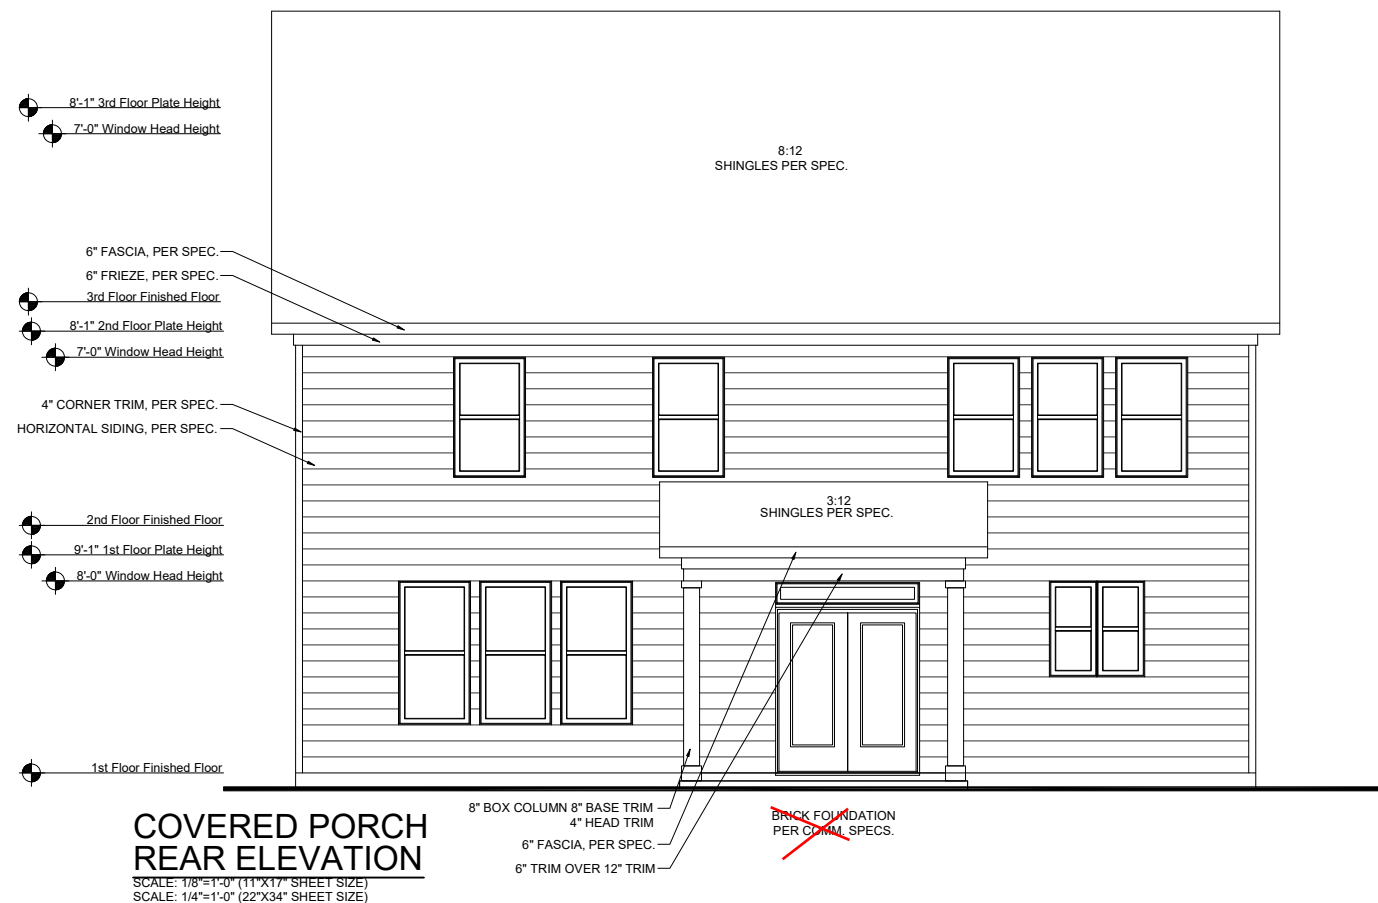 8'-1" 3rd Floor Plate Height
7'-0" Window Head Height
8:12
SHINGLES PER SPEC.
6" FASCIA, PER SPEC.
6" FRIEZE, PER SPEC.
3rd Floor Finished Floor
8'-1" 2nd Floor Plate Height
7'-0" Window Head Height
4" CORNER TRIM, PER SPEC.
HORIZONTAL SIDING, PER SPEC.
3:12
SHINGLES PER SPEC.
2nd Floor Finished Floor
9'-1" 1st Floor Plate Height
8'-0" Window Head Height
1st Floor Finished Floor
8" BOX COLUMN 8" BASE TRIM
4" HEAD TRIM
6" FASCIA, PER SPEC.
6" TRIM OVER 12" TRIM
BRICK FOUNDATION
PER COMM. SPECS.
COVERED PORCH
REAR ELEVATION
SCALE: 1/8"=1'-0" (11"X17" SHEET SIZE)
SCALE: 1/4"=1'-0" (22"X34" SHEET SIZE)